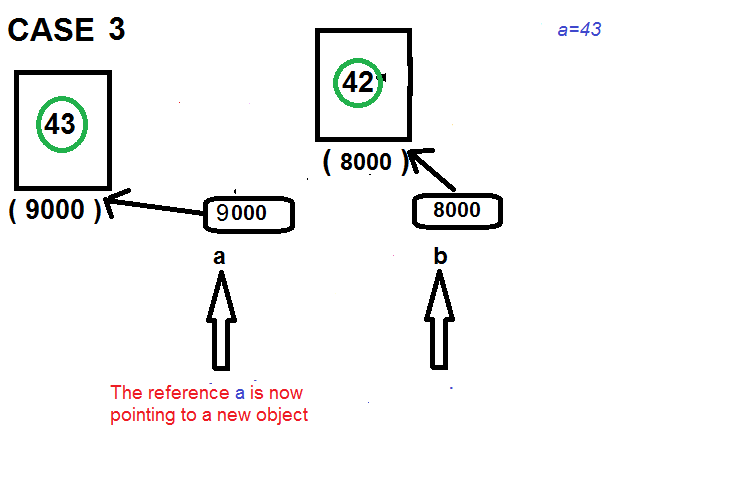 CASE 3
a=43
42
43
( 8000 )
( 9000 )
9000
8000
a
b
The reference a is now
pointing to a new object